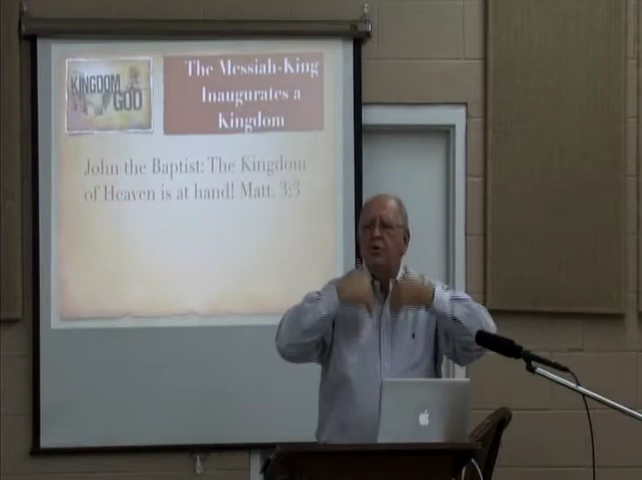 KINGDOM
OF
GOD
The Messiah-King
Inaugurates a
Kingdom
John the Baptist: The Kingdom
of Heaven is at hand! Matt. 3:3